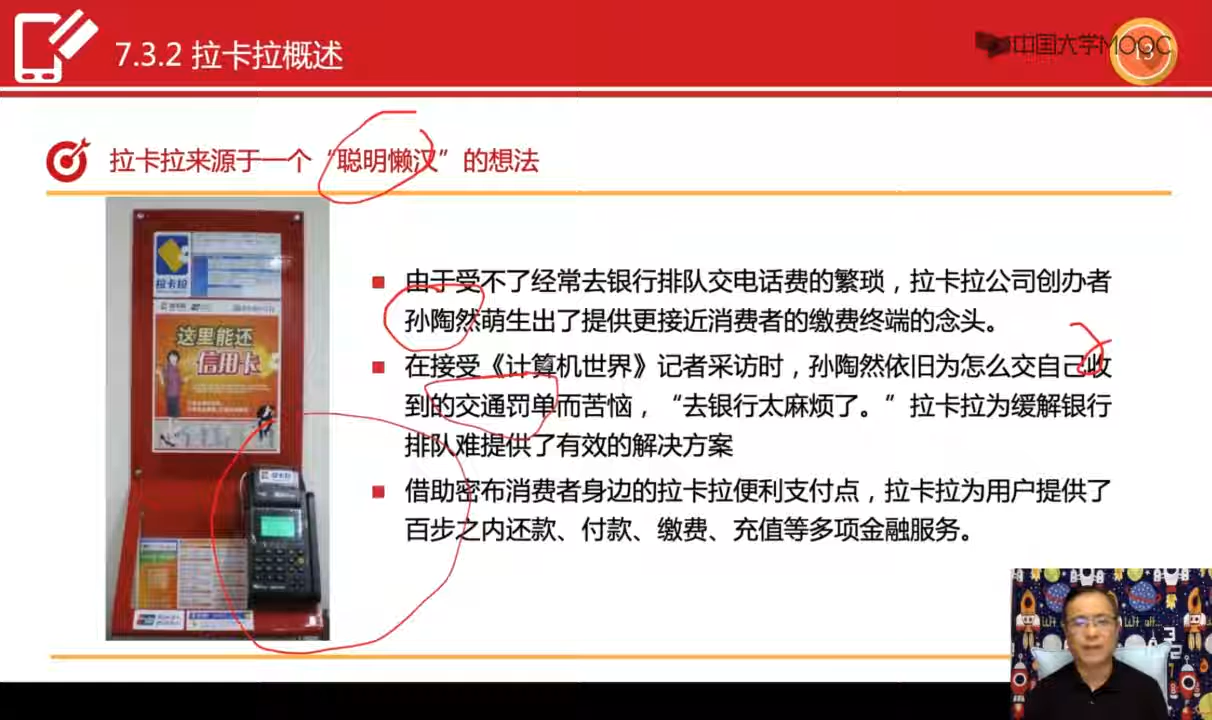 7.3.2 拉卡拉概述
中国大学MOOC
13
拉卡拉来源于一个“聪明懒汉”的想法
拉卡拉
这里能还
信用卡
由于受不了经常去银行排队交电话费的繁琐，拉卡拉公司创办者
孙陶然萌生出了提供更接近消费者的缴费终端的念头。
在接受《计算机世界》记者采访时，孙陶然依旧为怎么交自己收
到的交通罚单而苦恼，“去银行太麻烦了。”拉卡拉为缓解银行
排队难提供了有效的解决方案
借助密布消费者身边的拉卡拉便利支付点，拉卡拉为用户提供了
百步之内还款、付款、缴费、充值等多项金融服务。